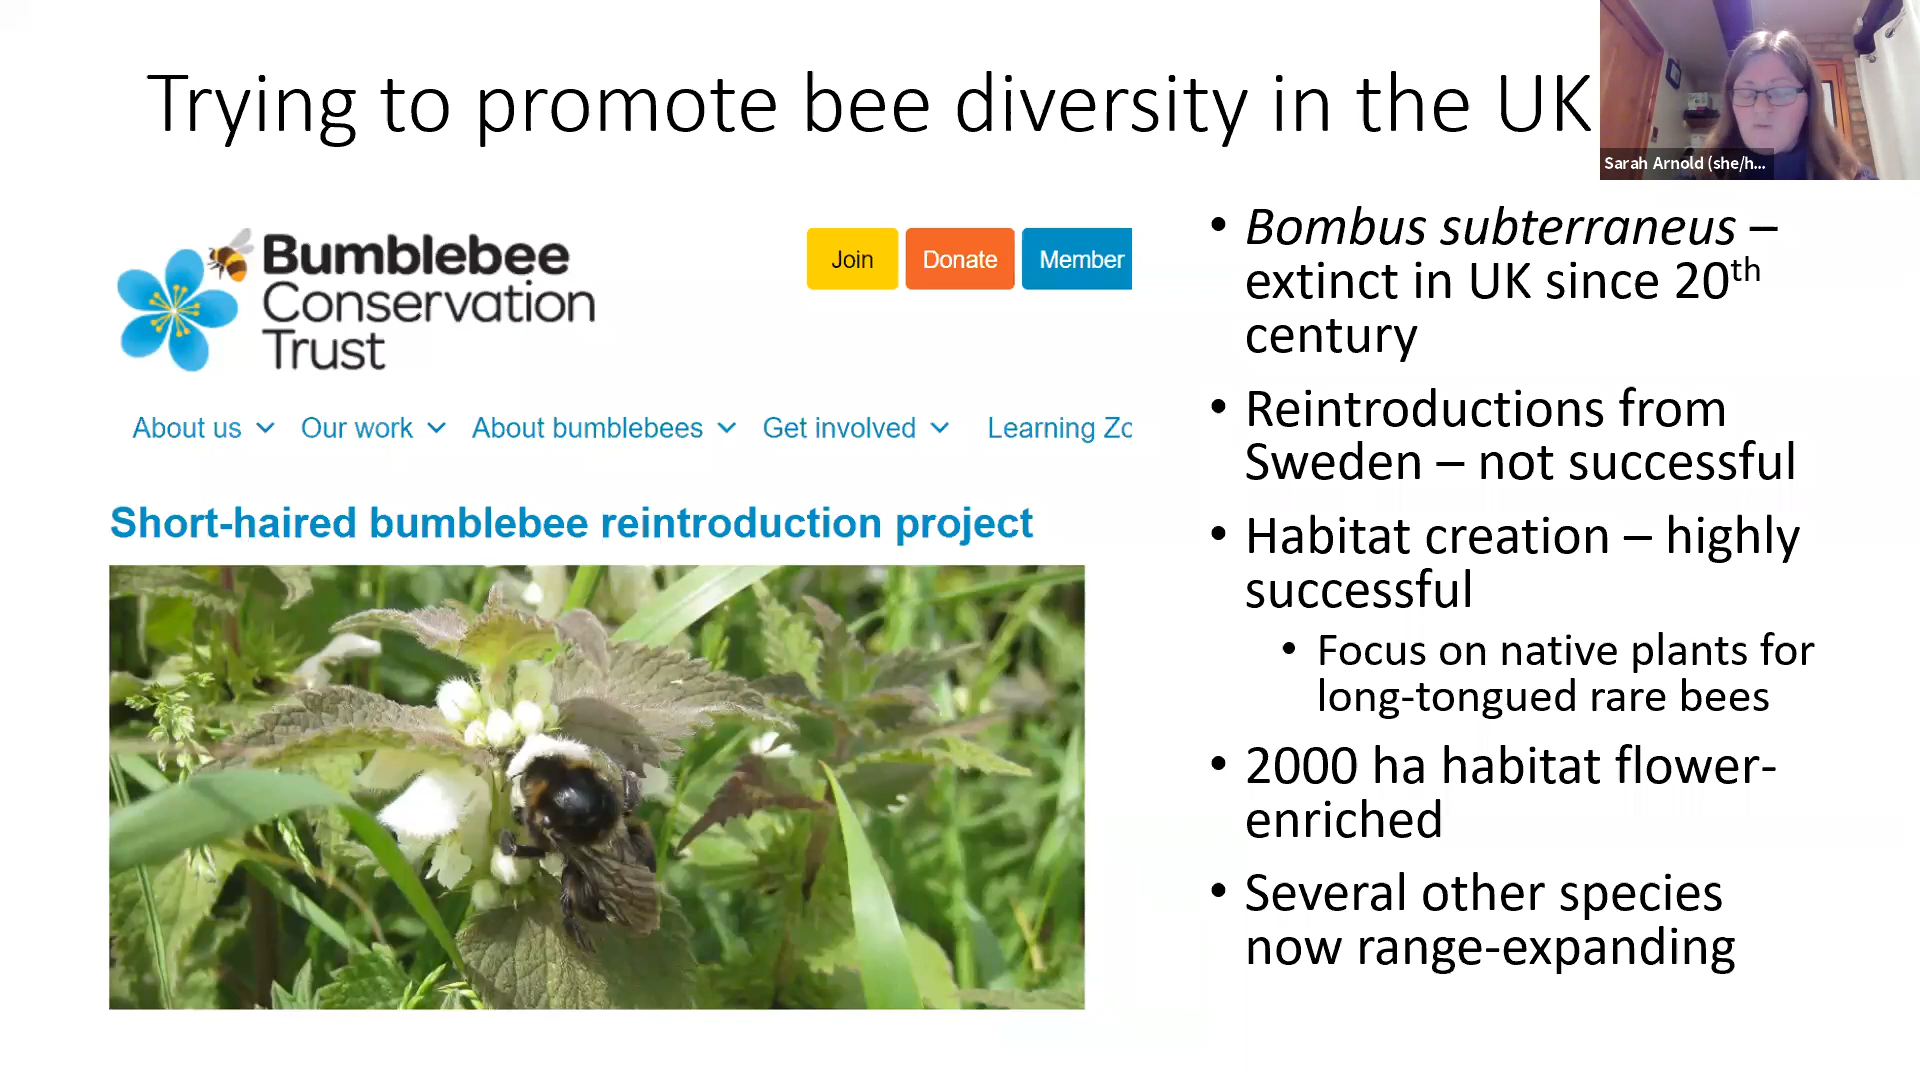 Trying to promote bee diversity in the UK
Sarah Arnold (she/h...
Bumblebee
Conservation
Trust
Join
Donate
Member
About us
Our work
About bumblebees
Get involved
Learning Zo
Short-haired bumblebee reintroduction project
• Bombus subterraneus –
extinct in UK since 20th
century
• Reintroductions from
Sweden – not successful
• Habitat creation – highly
successful
• Focus on native plants for
long-tongued rare bees
• 2000 ha habitat flower-
enriched
• Several other species
now range-expanding